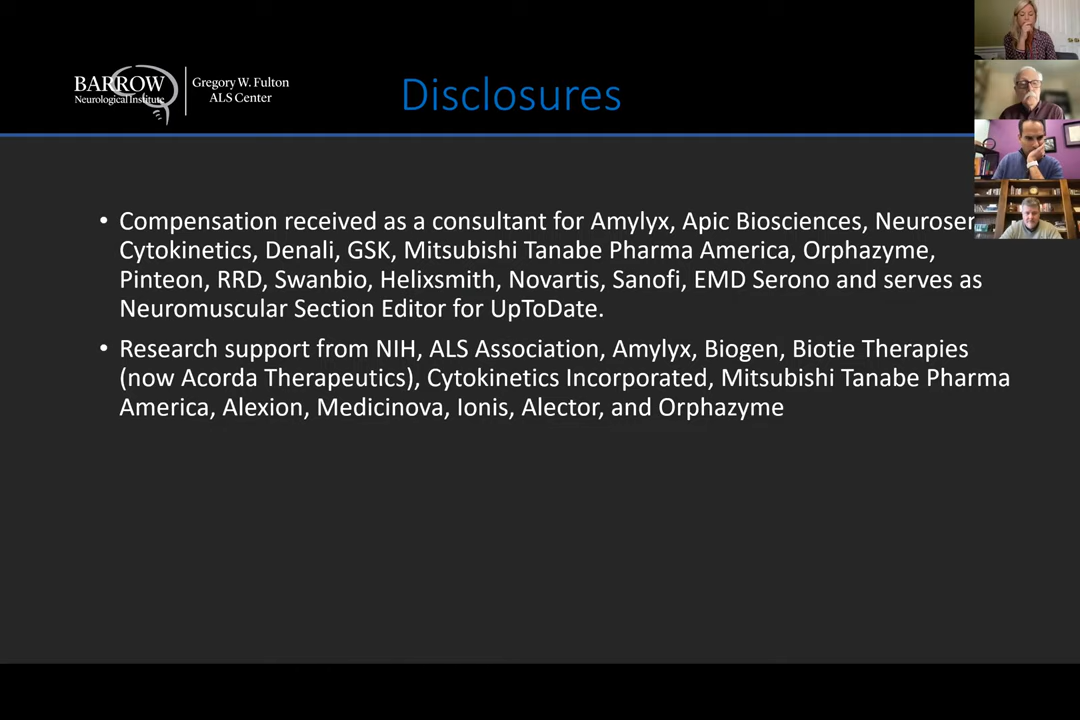 BARROW
Neurological Institute
Gregory W. Fulton
ALS Center
Disclosures
• Compensation received as a consultant for Amylyx, Apic Biosciences,
Cytokinetics, Denali, GSK, Mitsubishi Tanabe Pharma America, Orphazyme,
Pinteon, RRD, Swanbio, Helixsmith, Novartis, Sanofi, EMD Serono and serves as
Neuromuscular Section Editor for UpToDate.
• Research support from NIH, ALS Association, Amylyx, Biogen, Biotie Therapies
(now Acorda Therapeutics), Cytokinetics Incorporated, Mitsubishi Tanabe Pharma
America, Alexion, Medicinova, Ionis, Alector, and Orphazyme